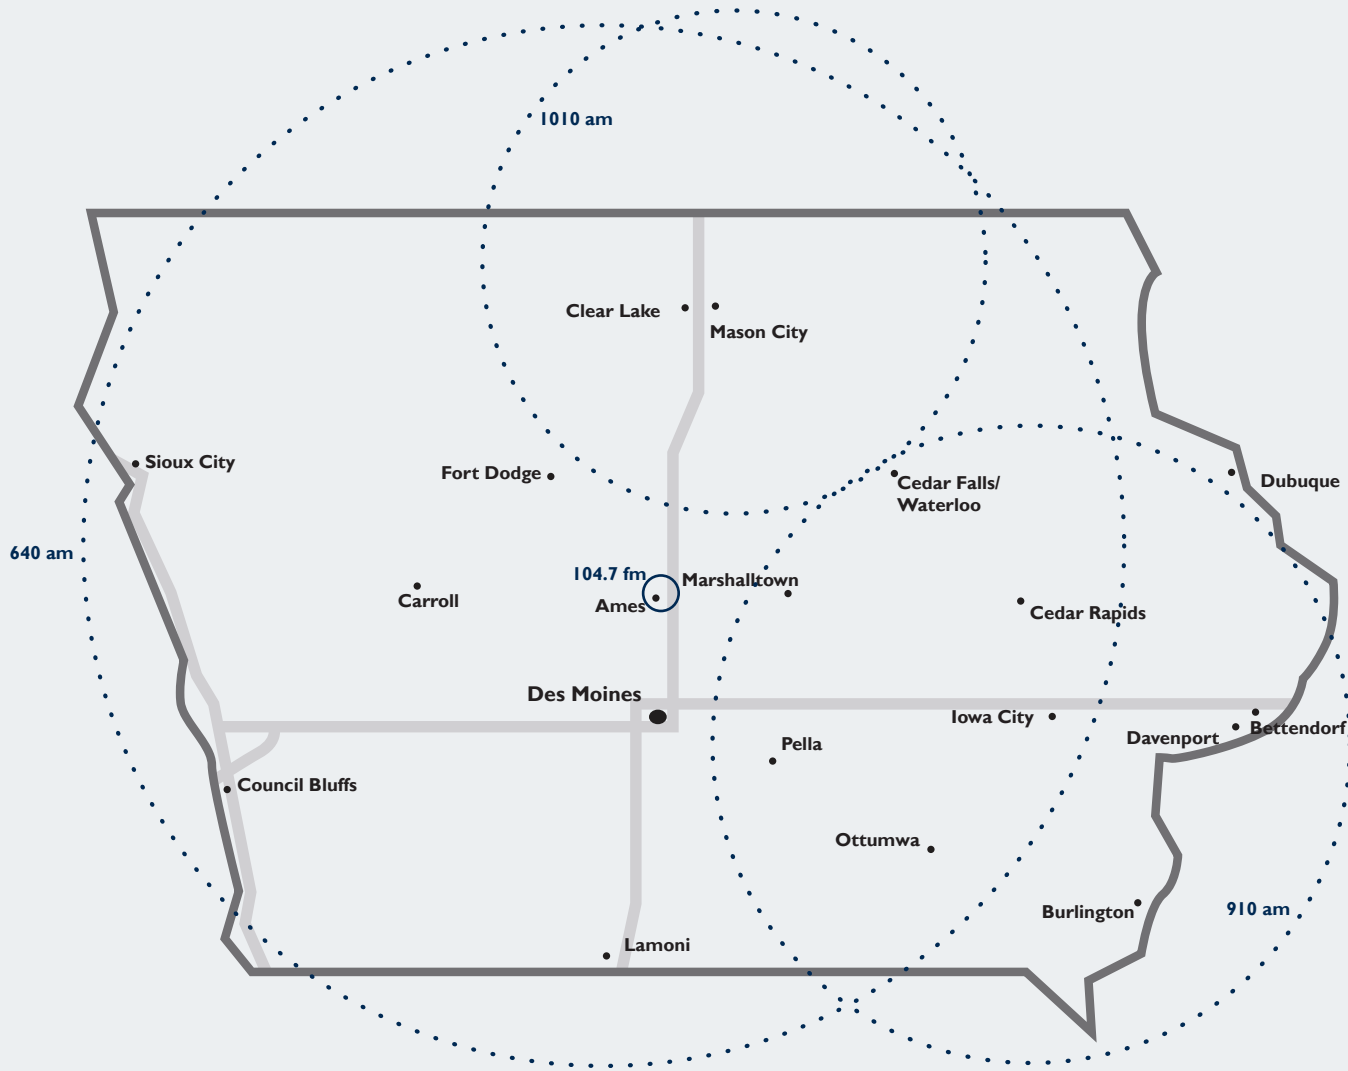 1010 am
Clear Lake
Mason City
Sioux City
Fort Dodge
Cedar Falls/
Waterloo
Dubuque
640 am
104.7 fm
Marshalltown
Carroll
Ames
Cedar Rapids
Des Moines
Iowa City
Davenport
Bettendorf
Pella
Council Bluffs
Ottumwa
Burlington
910 am
Lamoni